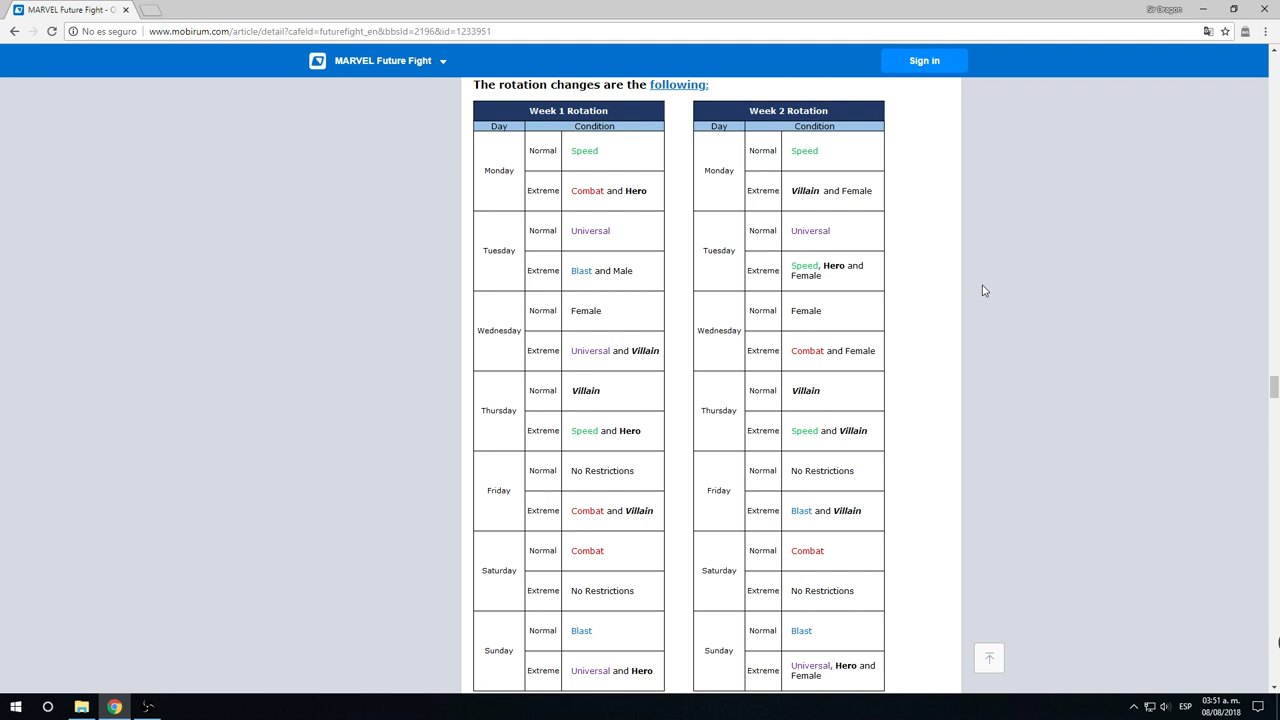 MARVEL Future Fight - O
Sir Dragon
No es seguro
www.mobirum.com/article/detail?cafeId=futurefight_en&bbsId=2196&id=1233951
MARVEL Future Fight
Sign in
The rotation changes are the following:
Week 1 Rotation
Day Condition
Monday
Normal Speed
Extreme Combat and Hero
Tuesday
Normal Universal
Extreme Blast and Male
Wednesday
Normal Female
Extreme Universal and Villain
Thursday
Normal Villain
Extreme Speed and Hero
Friday
Normal No Restrictions
Extreme Combat and Villain
Saturday
Normal Combat
Extreme No Restrictions
Sunday
Normal Blast
Extreme Universal and Hero
Week 2 Rotation
Day Condition
Monday
Normal Speed
Extreme Villain and Female
Tuesday
Normal Universal
Extreme Speed, Hero and
Female
Wednesday
Normal Female
Extreme Combat and Female
Thursday
Normal Villain
Extreme Speed and Villain
Friday
Normal No Restrictions
Extreme Blast and Villain
Saturday
Normal Combat
Extreme No Restrictions
Sunday
Normal Blast
Extreme Universal, Hero and
Female
ESP
03:51 a. m.
08/08/2018